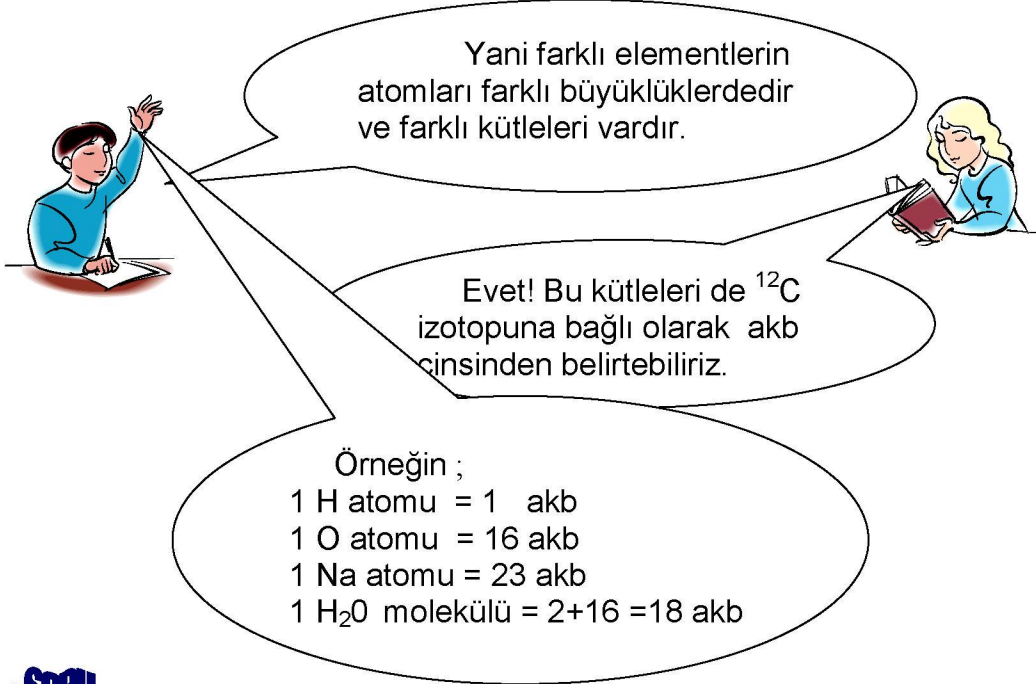 Yani farklı elementlerin
atomları farklı büyüklüklerdedir
ve farklı kütleleri vardır.
Evet! Bu kütleleri de ¹²C
izotopuna bağlı olarak akb
cinsinden belirtebiliriz.
Örneğin ;
1 H atomu = 1 akb
1 O atomu = 16 akb
1 Na atomu = 23 akb
1 H₂0 molekülü = 2+16 =18 akb